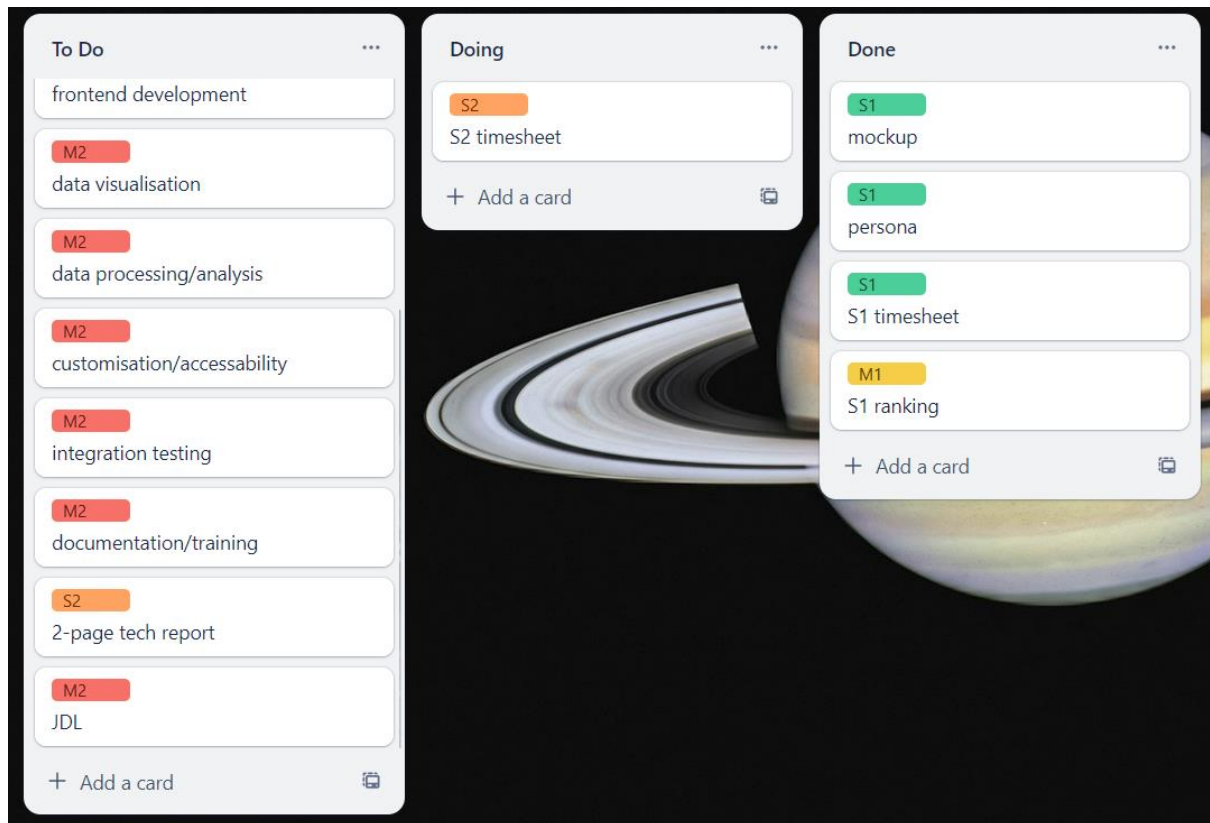 To Do
frontend development
M2
data visualisation
M2
data processing/analysis
M2
customisation/accessability
M2
integration testing
M2
documentation/training
S2
2-page tech report
M2
JDL
+ Add a card
Doing
S2
S2 timesheet
+ Add a card
Done
S1
mockup
S1
persona
S1
S1 timesheet
M1
S1 ranking
+ Add a card